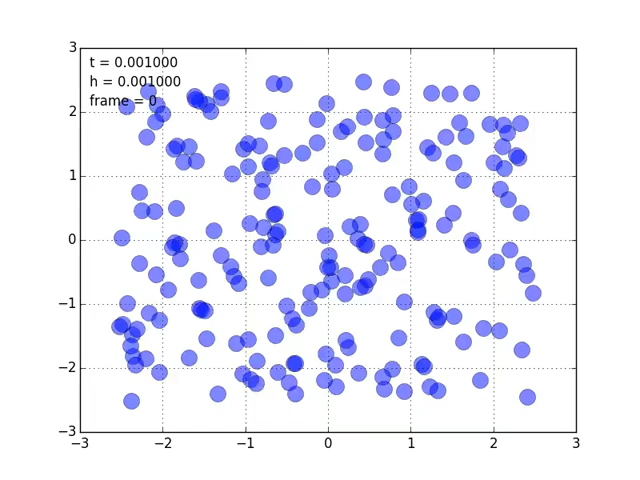 3
t = 0.001000
h = 0.001000
frame = 0
2
1
0
−1
−2
−3
−3 −2 −1 0 1 2 3